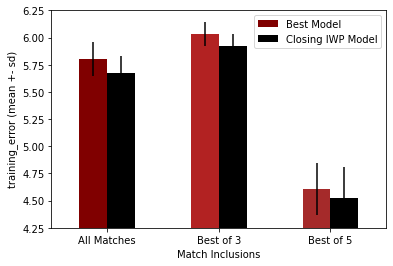 6.25
6.00
5.75
5.50
5.25
5.00
4.75
4.50
4.25
training_error (mean +- sd)
Best Model
Closing IWP Model
All Matches
Best of 3
Best of 5
Match Inclusions